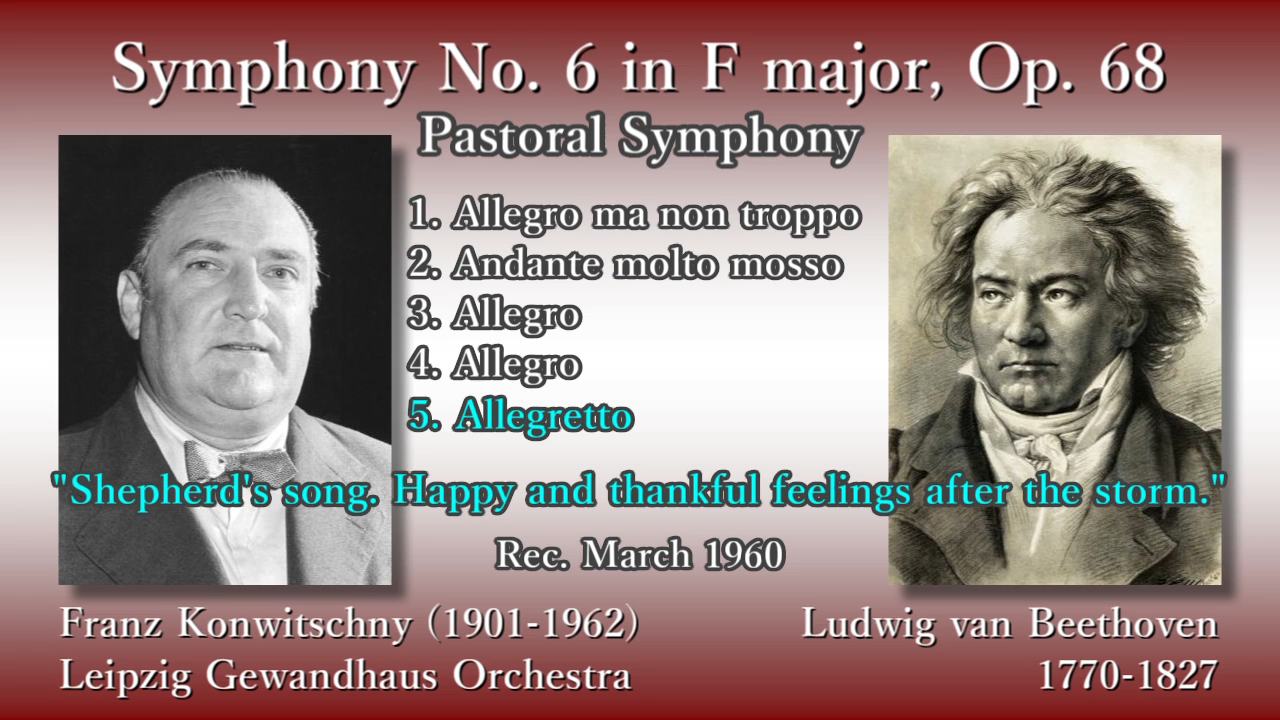 Symphony No. 6 in F major, Op. 68
Pastoral Symphony
1. Allegro ma non troppo
2. Andante molto mosso
3. Allegro
4. Allegro
5. Allegretto
"Shepherd's song. Happy and thankful feelings after the storm."
Rec. March 1960
Franz Konwitschny (1901-1962)
Leipzig Gewandhaus Orchestra
Ludwig van Beethoven
1770-1827